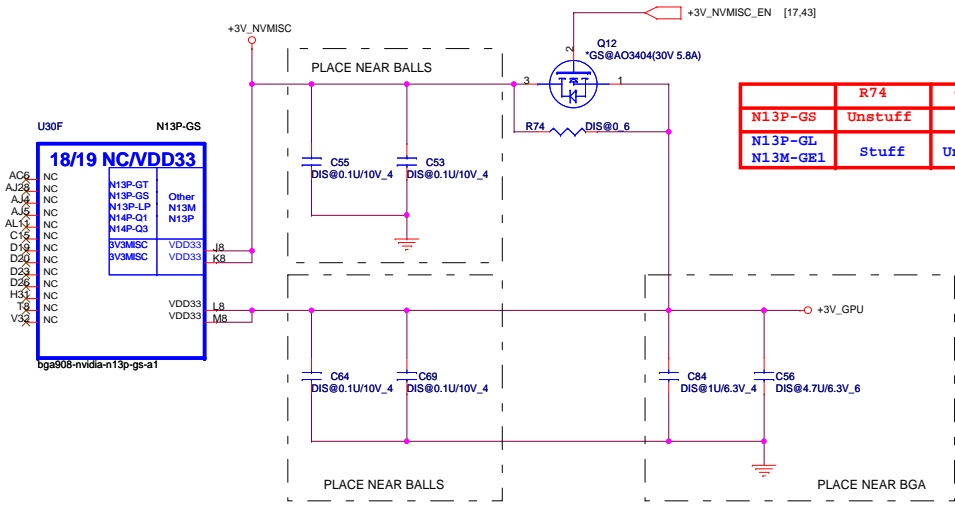 +3V_NVMISC_EN [17,43]
+3V_NVMISC
Q12
*GS@AO3404(30V 5.8A)
2
3
1
PLACE NEAR BALLS
R74
N13P-GS Unstuff
N13P-GL
N13M-GE1 Stuff
R74 DIS@0_6
U30F N13P-GS
18/19 NC/VDD33
AC6 NC
AJ28 NC
AJ4 NC
AJ5 NC
AL11 NC
C15 NC
D19 NC
D20 NC
D23 NC
D26 NC
H31 NC
T8 NC
V32 NC
N13P-GT
N13P-GS
N13P-LP
N14P-Q1
N14P-Q3
Other
N13M
N13P
3V3MISC VDD33 J8
3V3MISC VDD33 K8
VDD33 L8
VDD33 M8
bga908-nvidia-n13p-gs-a1
C55
DIS@0.1U/10V_4
C53
DIS@0.1U/10V_4
+3V_GPU
C64
DIS@0.1U/10V_4
C69
DIS@0.1U/10V_4
C84
DIS@1U/6.3V_4
C56
DIS@4.7U/6.3V_6
PLACE NEAR BALLS
PLACE NEAR BGA